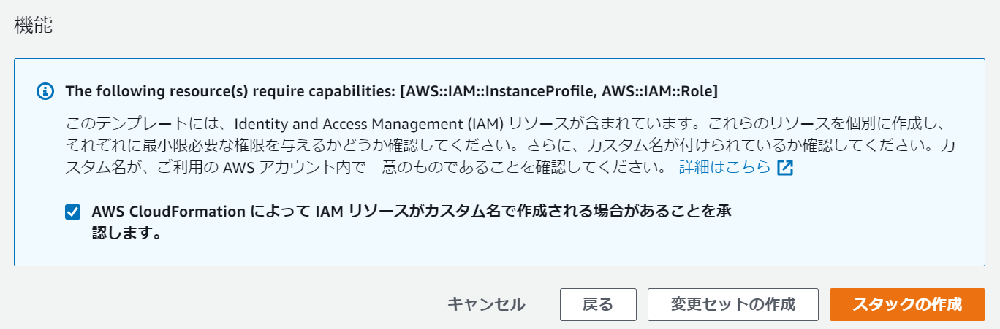 機能
The following resource(s) require capabilities: [AWS::IAM::InstanceProfile, AWS::IAM::Role]
このテンプレートには、Identity and Access Management (IAM) リソースが含まれています。これらのリソースを個別に作成し、
それぞれに最小限必要な権限を与えるかどうか確認してください。さらに、カスタム名が付けられているか確認してください。カ
スタム名が、ご利用の AWS アカウント内で一意のものであることを確認してください。 詳細はこちら
AWS CloudFormation によって IAM リソースがカスタム名で作成される場合があることを承
認します。
キャンセル 戻る 変更セットの作成 スタックの作成